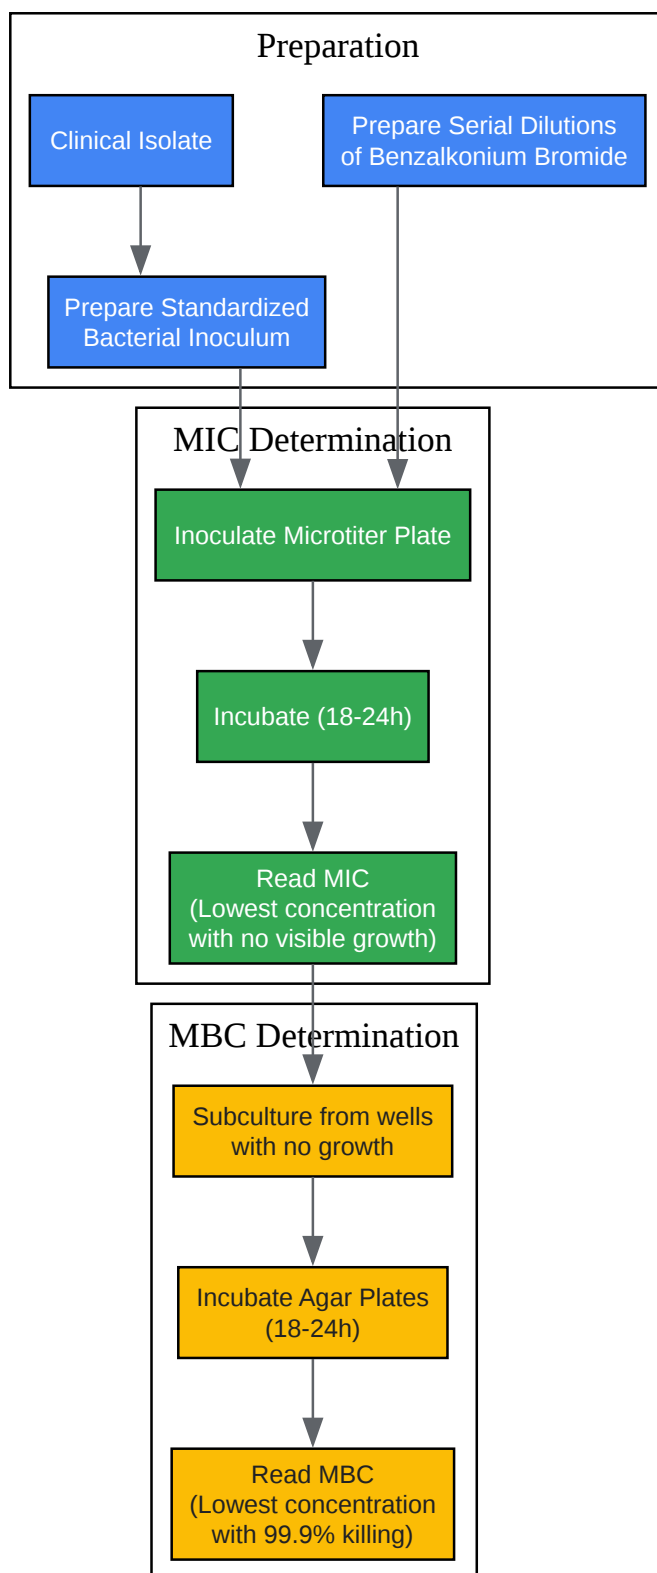 Preparation
Clinical Isolate
Prepare Serial Dilutions
of Benzalkonium Bromide
Prepare Standardized
Bacterial Inoculum
MIC Determination
Inoculate Microtiter Plate
Incubate (18-24h)
Read MIC
(Lowest concentration
with no visible growth)
MBC Determination
Subculture from wells
with no growth
Incubate Agar Plates
(18-24h)
Read MBC
(Lowest concentration
with 99.9% killing)